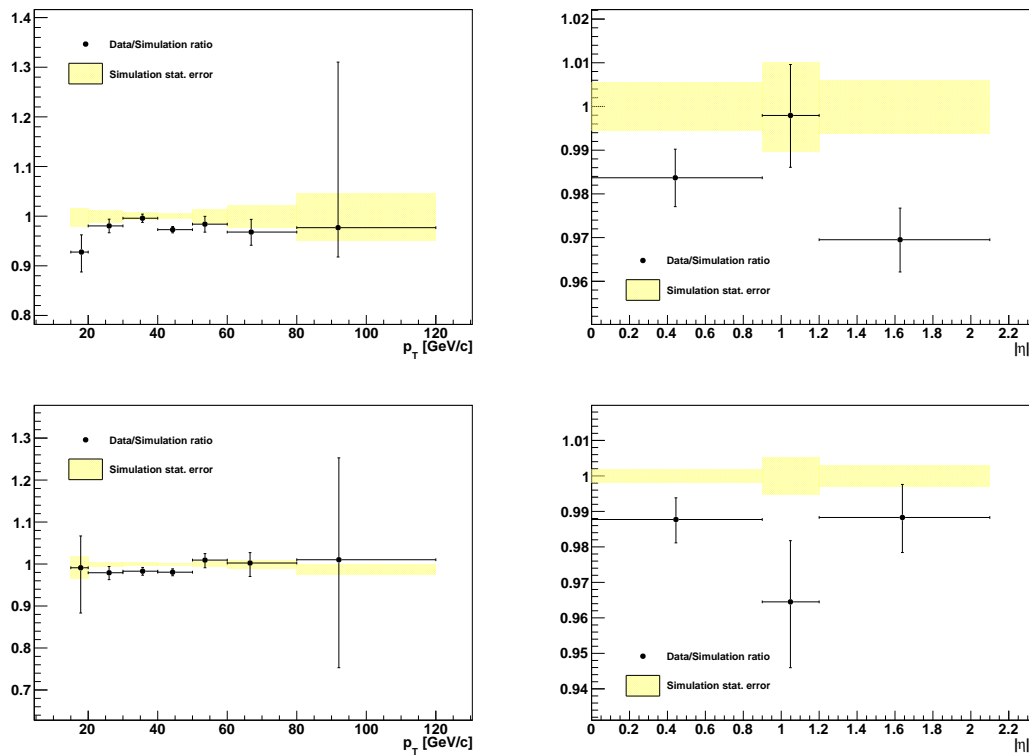 1.4
1.3
1.2
1.1
1
0.9
0.8
Data/Simulation ratio
Simulation stat. error
20 40 60 80 100 120
p_T [GeV/c]
1.02
1.01
1
0.99
0.98
0.97
0.96
Data/Simulation ratio
Simulation stat. error
0 0.2 0.4 0.6 0.8 1 1.2 1.4 1.6 1.8 2 2.2
|η|
1.3
1.2
1.1
1
0.9
0.8
0.7
Data/Simulation ratio
Simulation stat. error
20 40 60 80 100 120
p_T [GeV/c]
1.01
1
0.99
0.98
0.97
0.96
0.95
0.94
Data/Simulation ratio
Simulation stat. error
0 0.2 0.4 0.6 0.8 1 1.2 1.4 1.6 1.8 2 2.2
|η|